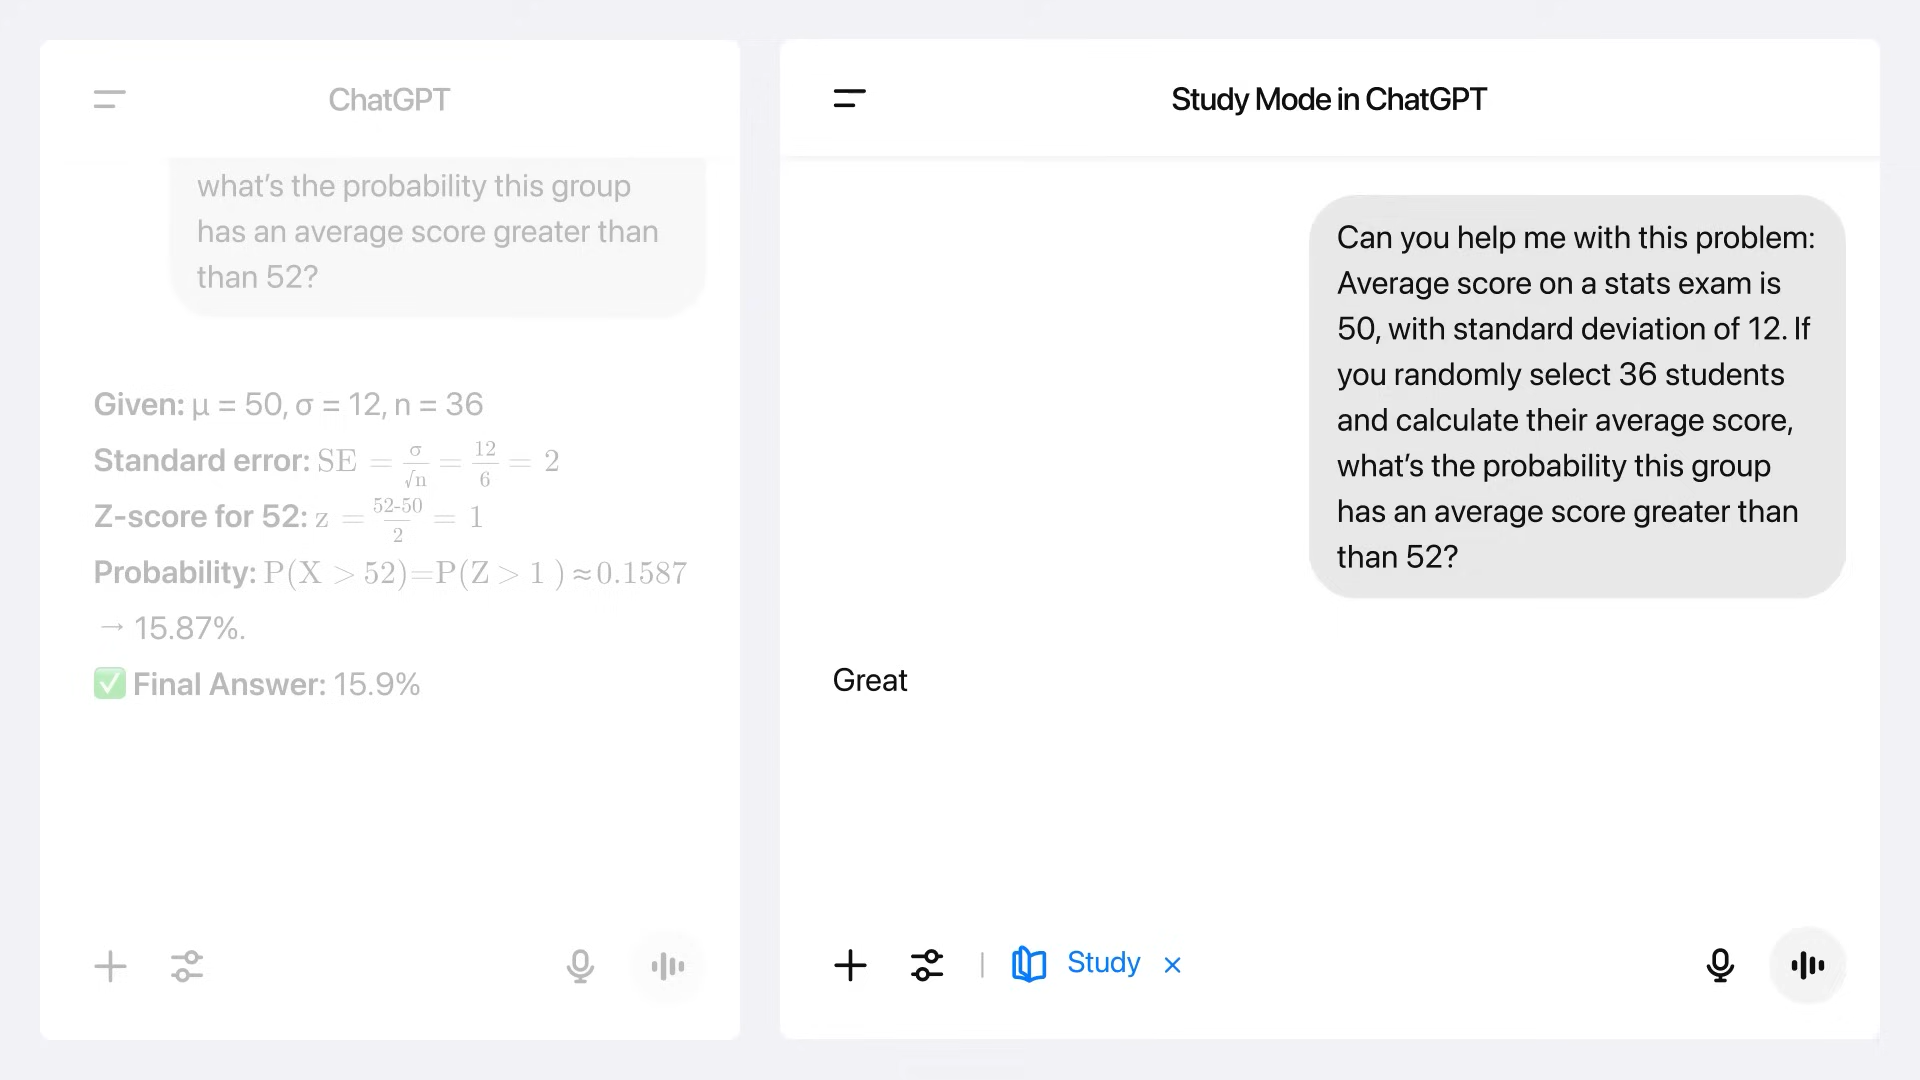 ChatGPT
what's the probability this group
has an average score greater than
than 52?
Given: μ = 50, σ = 12, n = 36
Standard error: SE = σ/√n = 12/6 = 2
Z-score for 52: z = 52-50/2 = 1
Probability: P(X > 52)=P(Z > 1 ) ≈ 0.1587
→ 15.87%.
✅ Final Answer: 15.9%
Study Mode in ChatGPT
Can you help me with this problem:
Average score on a stats exam is
50, with standard deviation of 12. If
you randomly select 36 students
and calculate their average score,
what's the probability this group
has an average score greater than
than 52?
Great
Study ×